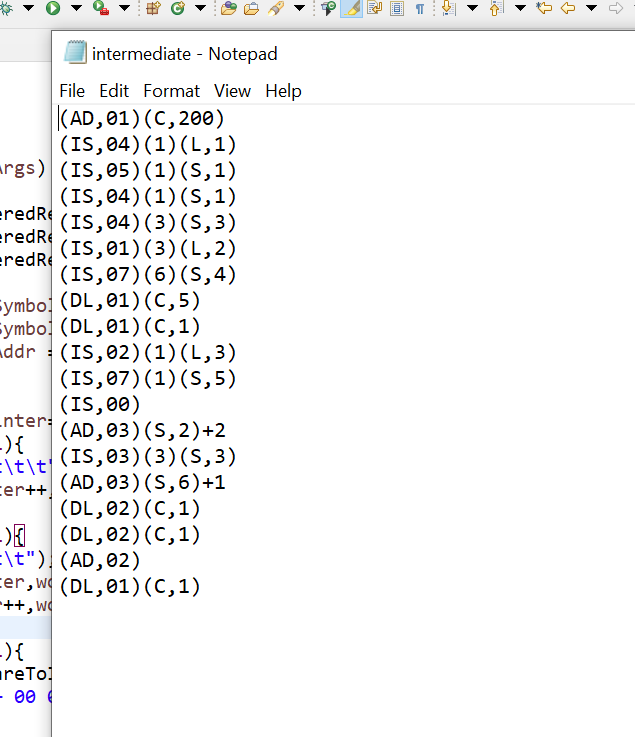 intermediate - Notepad
File Edit Format View Help
(AD,01)(C,200)
(IS,04)(1)(L,1)
(IS,05)(1)(S,1)
(IS,04)(1)(S,1)
(IS,04)(3)(S,3)
(IS,01)(3)(L,2)
(IS,07)(6)(S,4)
(DL,01)(C,5)
(DL,01)(C,1)
(IS,02)(1)(L,3)
(IS,07)(1)(S,5)
(IS,00)
(AD,03)(S,2)+2
(IS,03)(3)(S,3)
(AD,03)(S,6)+1
(DL,02)(C,1)
(DL,02)(C,1)
(AD,02)
(DL,01)(C,1)
Args)
eredRe
eredRe
eredRe
Symbol
Symbol
Addr =
inter=
){
t\t\t"
ter++,
){
\t");
ter,wo
r++,wo
){
areToI
+ 00 0